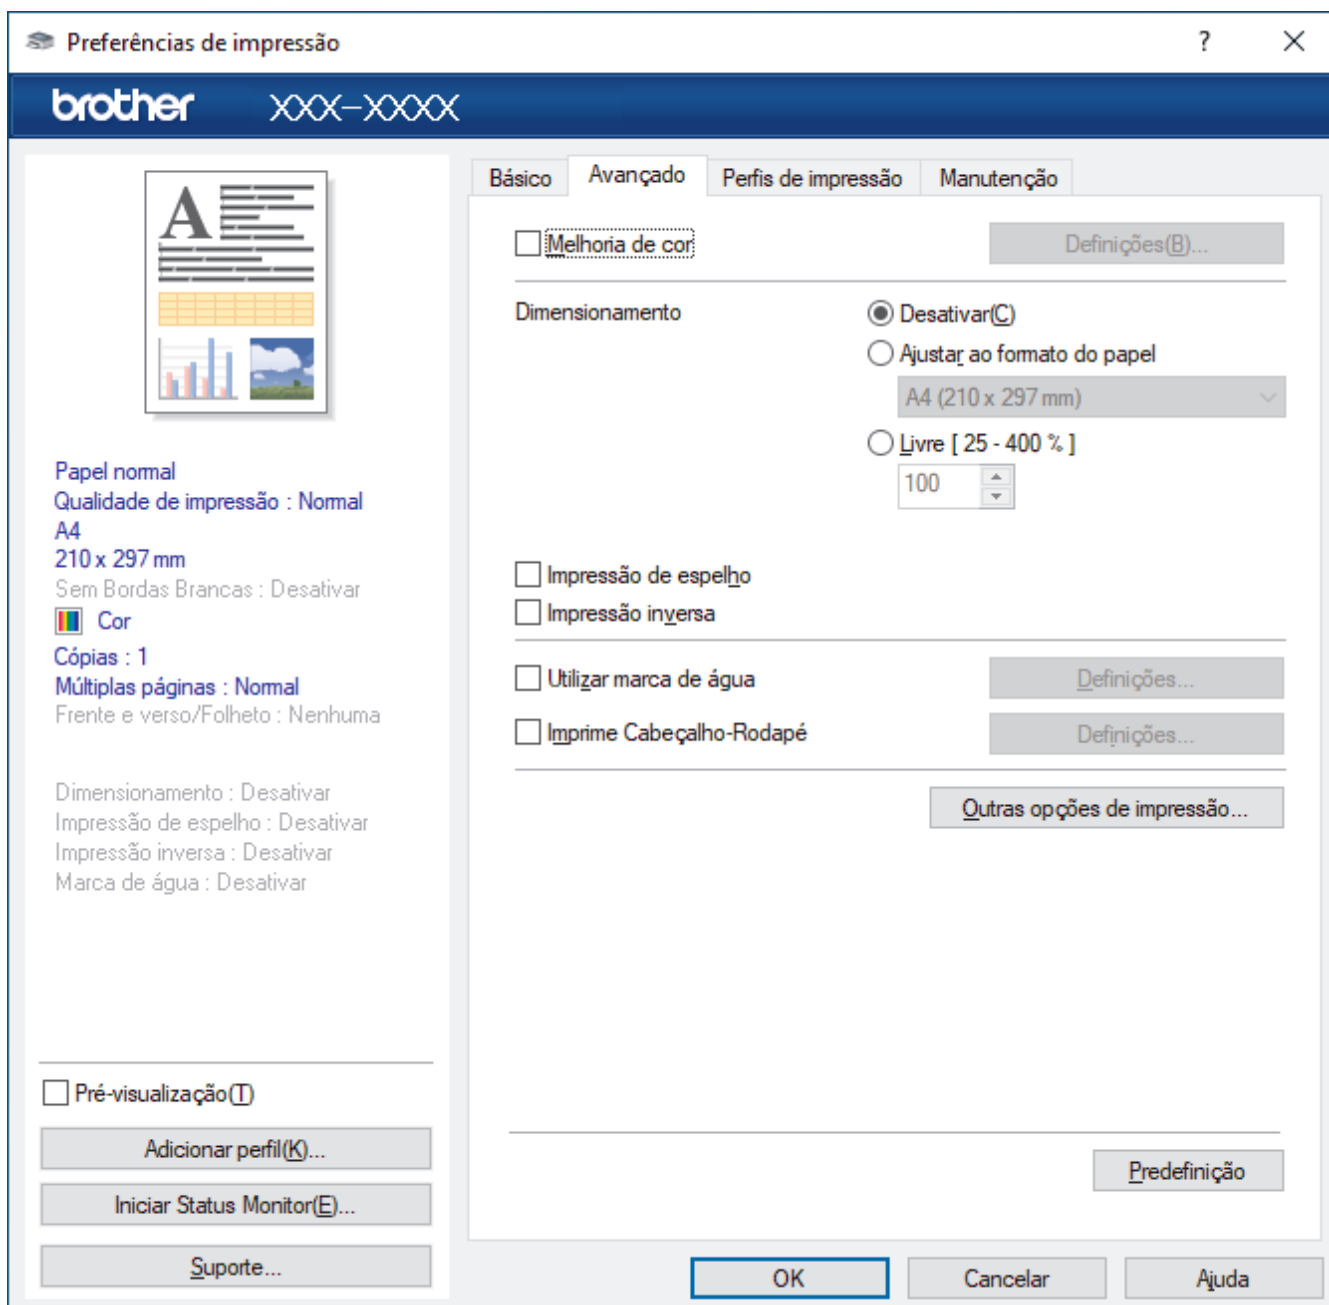 Preferências de impressão
?
brother XXX-XXXX
A
Básico
Avançado
Perfis de impressão
Manutenção
Melhoria de cor
Definições(B)...
Dimensionamento
Desativar(C)
Ajustar ao formato do papel
A4 (210 x 297 mm)
Livre [ 25 - 400 % ]
100
Impressão de espelho
Impressão inversa
Utilizar marca de água
Definições...
Imprime Cabeçalho-Rodapé
Definições...
Outras opções de impressão...
Predefinição
Papel normal
Qualidade de impressão : Normal
A4
210 x 297 mm
Sem Bordas Brancas : Desativar
Cor
Cópias : 1
Múltiplas páginas : Normal
Frente e verso/Folheto : Nenhuma
Dimensionamento : Desativar
Impressão de espelho : Desativar
Impressão inversa : Desativar
Marca de água : Desativar
Pré-visualização(T)
Adicionar perfil(K)...
Iniciar Status Monitor(E)...
Suporte...
OK
Cancelar
Ajuda